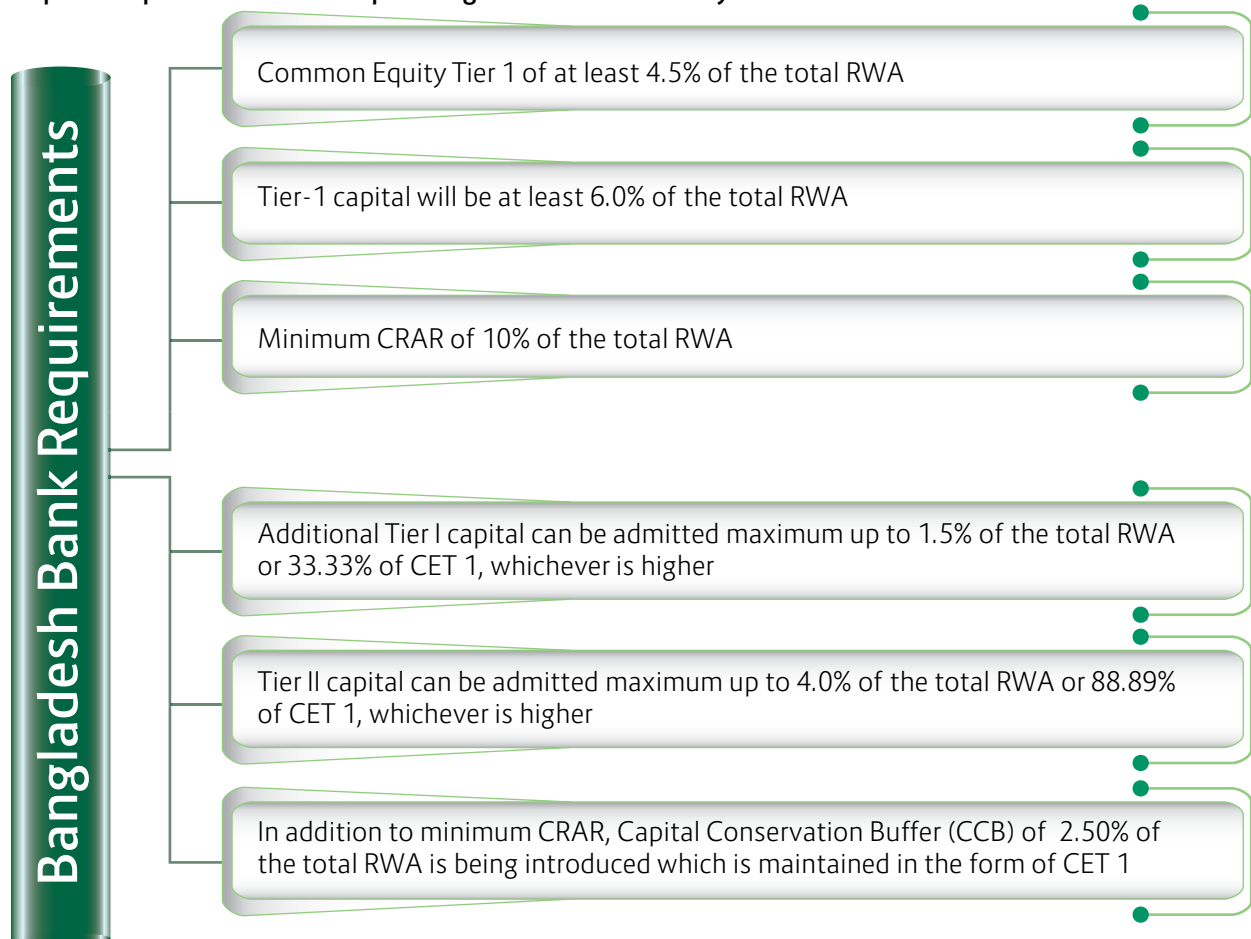 Bangladesh Bank Requirements
Common Equity Tier 1 of at least 4.5% of the total RWA
Tier-1 capital will be at least 6.0% of the total RWA
Minimum CRAR of 10% of the total RWA
Additional Tier I capital can be admitted maximum up to 1.5% of the total RWA
or 33.33% of CET 1, whichever is higher
Tier II capital can be admitted maximum up to 4.0% of the total RWA or 88.89%
of CET 1, whichever is higher
In addition to minimum CRAR, Capital Conservation Buffer (CCB) of 2.50% of
the total RWA is being introduced which is maintained in the form of CET 1